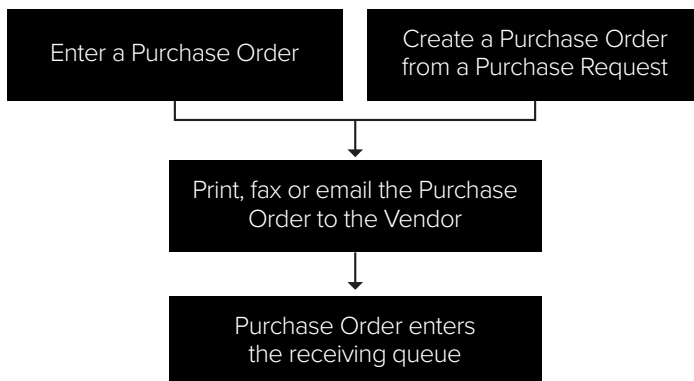 Enter a Purchase Order
Create a Purchase Order
from a Purchase Request
Print, fax or email the Purchase
Order to the Vendor
Purchase Order enters
the receiving queue